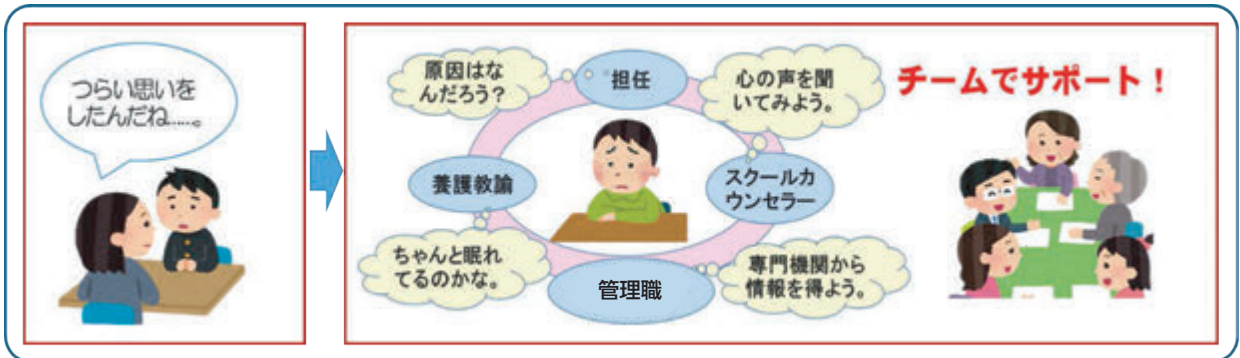 つらい思いを
したんだね……。
原因はな
んだろう？
担任
心の声を聞
いてみよう。
チームでサポート！
養護教諭
スクールカ
ウンセラー
ちゃんと眠れ
てるのかな。
管理職
専門機関から
情報を得よう。